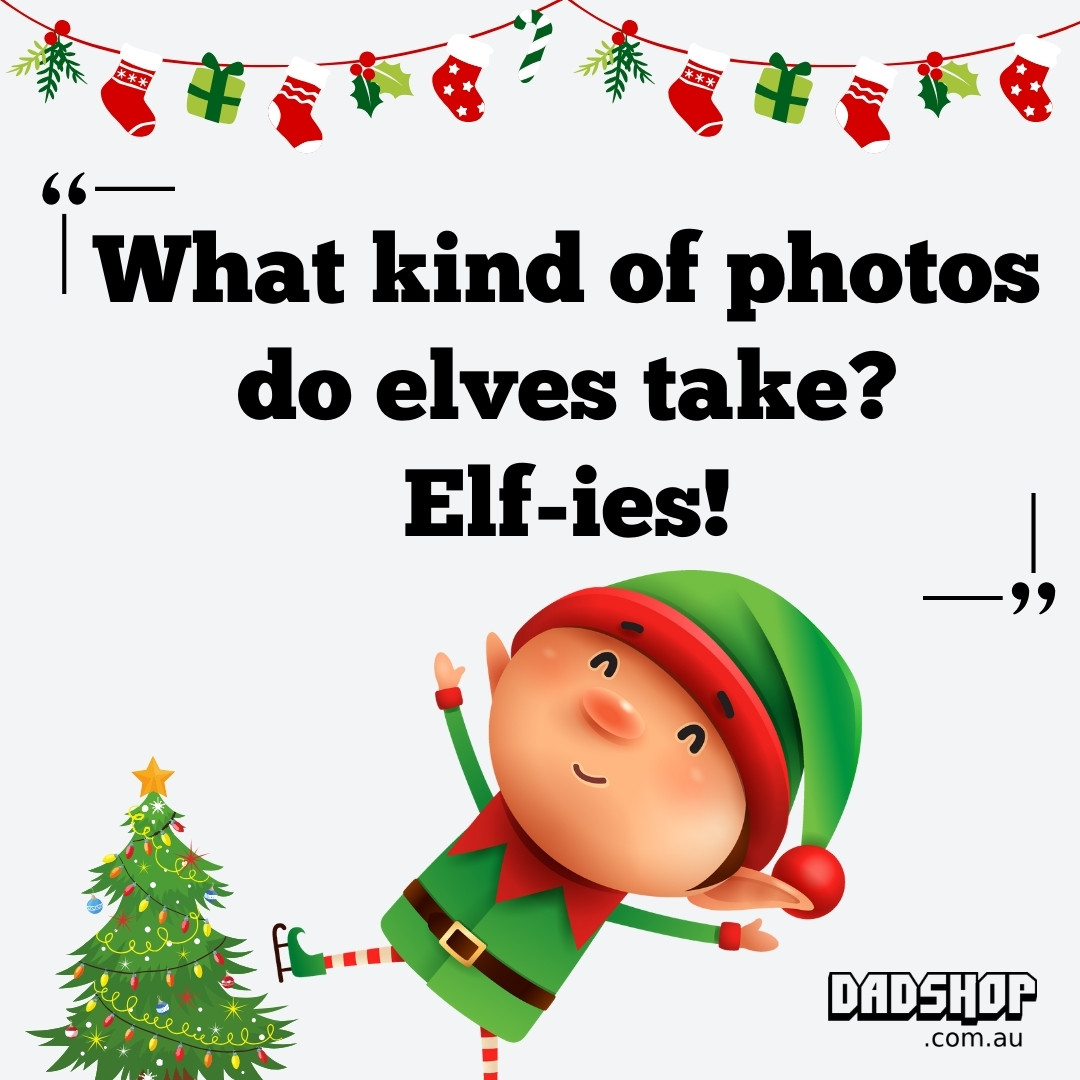 “
What kind of photos
do elves take?
Elf-ies!
”
DADSHOP
.com.au